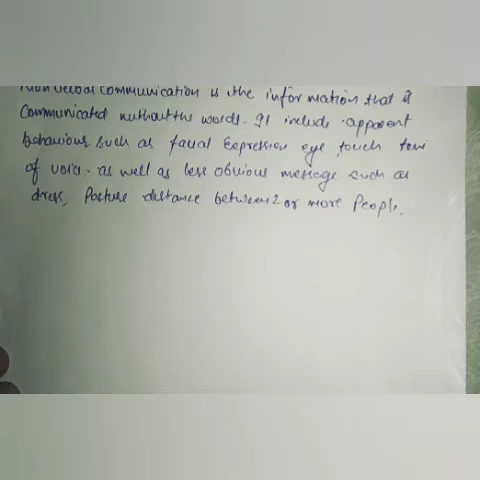 Non verbal communication is the information that is
Communicated without the words. It include apparent
behaviours such as facial Expression eye, touch tone
of voice. as well as less obvious message such as
dress, Posture distance between 2 or more People.